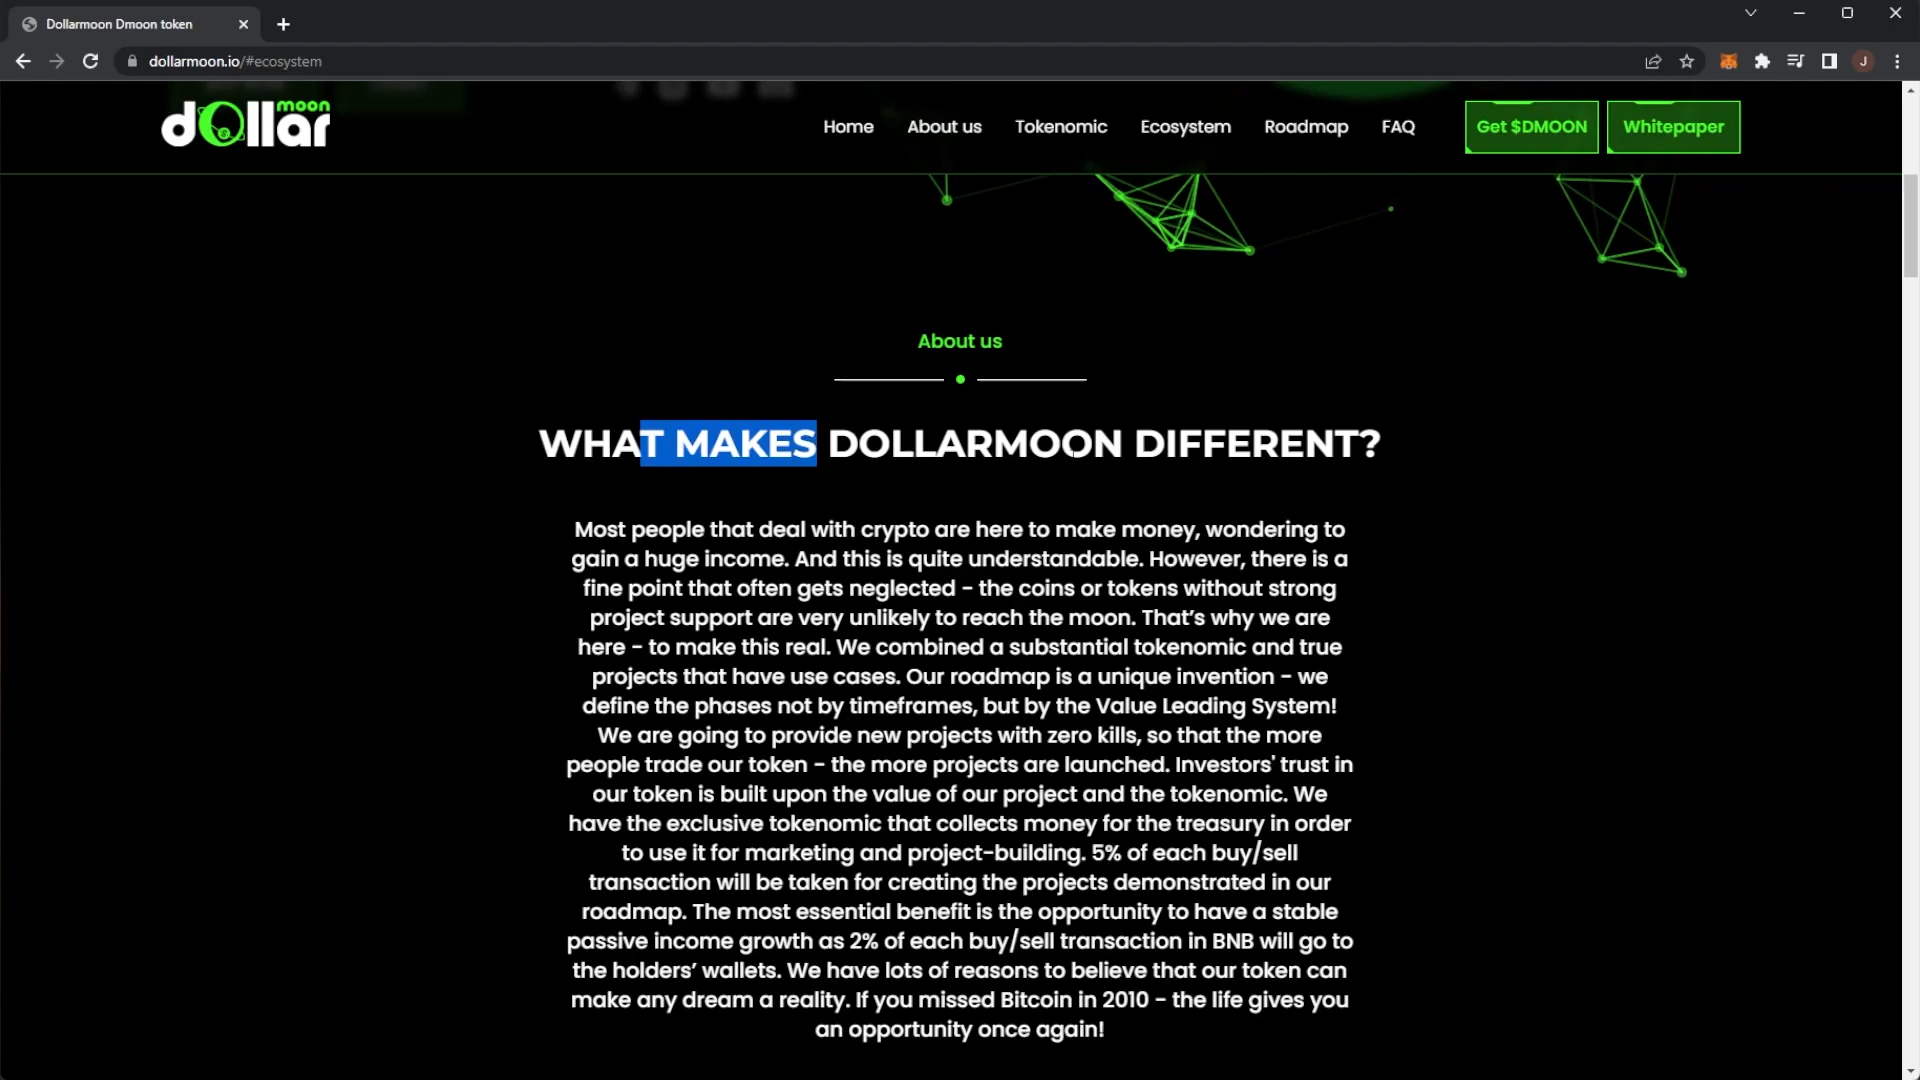 Dollarmoon Dmoon token
dollarmoon.io/#ecosystem
J
dollar moon
Home
About us
Tokenomic
Ecosystem
Roadmap
FAQ
Get $DMOON
Whitepaper
About us
WHAT MAKES DOLLARMOON DIFFERENT?
Most people that deal with crypto are here to make money, wondering to
gain a huge income. And this is quite understandable. However, there is a
fine point that often gets neglected - the coins or tokens without strong
project support are very unlikely to reach the moon. That’s why we are
here - to make this real. We combined a substantial tokenomic and true
projects that have use cases. Our roadmap is a unique invention - we
define the phases not by timeframes, but by the Value Leading System!
We are going to provide new projects with zero kills, so that the more
people trade our token - the more projects are launched. Investors' trust in
our token is built upon the value of our project and the tokenomic. We
have the exclusive tokenomic that collects money for the treasury in order
to use it for marketing and project-building. 5% of each buy/sell
transaction will be taken for creating the projects demonstrated in our
roadmap. The most essential benefit is the opportunity to have a stable
passive income growth as 2% of each buy/sell transaction in BNB will go to
the holders’ wallets. We have lots of reasons to believe that our token can
make any dream a reality. If you missed Bitcoin in 2010 - the life gives you
an opportunity once again!